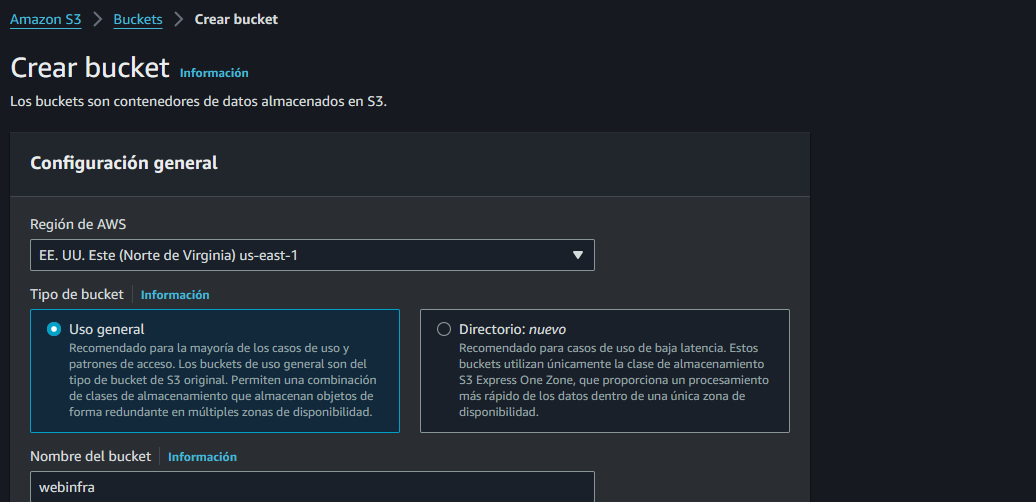 Amazon S3 > Buckets > Crear bucket
Crear bucket Información
Los buckets son contenedores de datos almacenados en S3.
Configuración general
Región de AWS
EE. UU. Este (Norte de Virginia) us-east-1
Tipo de bucket Información
Uso general
Recomendado para la mayoría de los casos de uso y
patrones de acceso. Los buckets de uso general son del
tipo de bucket de S3 original. Permiten una combinación
de clases de almacenamiento que almacenan objetos de
forma redundante en múltiples zonas de disponibilidad.
Directorio: nuevo
Recomendado para casos de uso de baja latencia. Estos
buckets utilizan únicamente la clase de almacenamiento
S3 Express One Zone, que proporciona un procesamiento
más rápido de los datos dentro de una única zona de
disponibilidad.
Nombre del bucket Información
webinfra